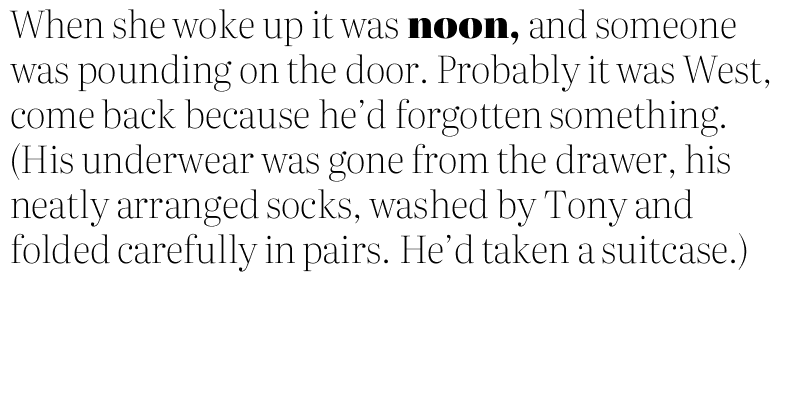 When she woke up it was noon, and someone
was pounding on the door. Probably it was West,
come back because he’d forgotten something.
(His underwear was gone from the drawer, his
neatly arranged socks, washed by Tony and
folded carefully in pairs. He’d taken a suitcase.)